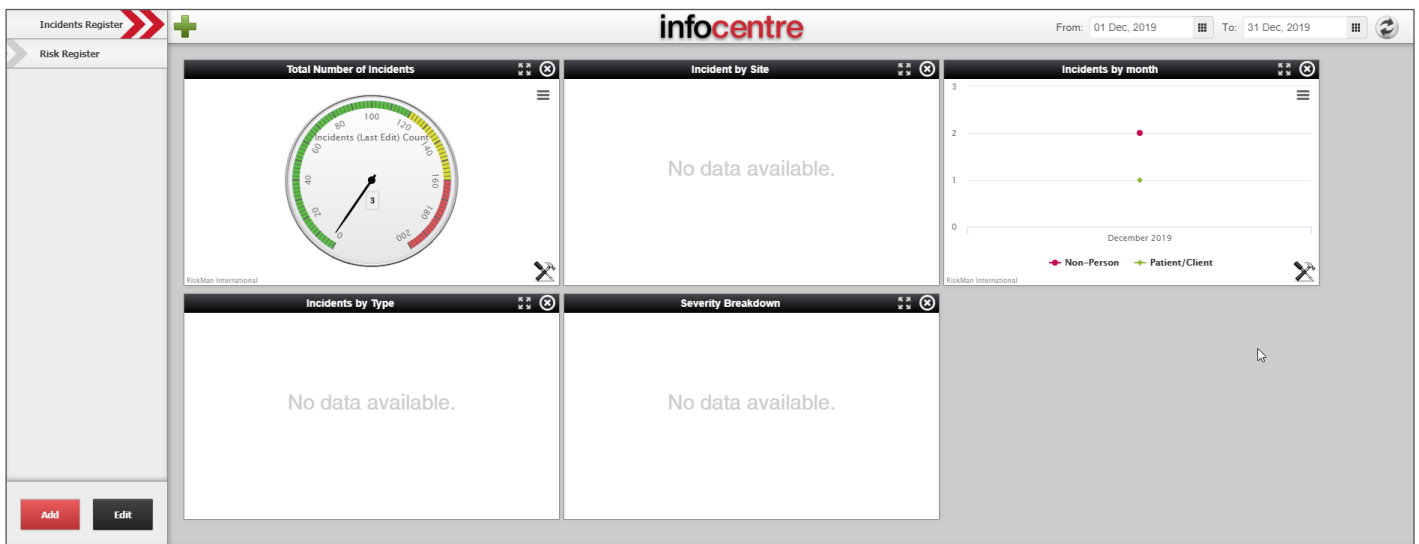 Incidents Register
Risk Register
infocentre
From: 01 Dec, 2019 To: 31 Dec, 2019
Total Number of Incidents
Incidents (Last Edit) Count
0 20 40 60 80 100 120 140 160 180 200
3
RiskMan International
Incident by Site
No data available.
Incidents by month
3
2
1
0
December 2019
Non-Person Patient/Client
RiskMan International
Incidents by Type
No data available.
Severity Breakdown
No data available.
Add Edit